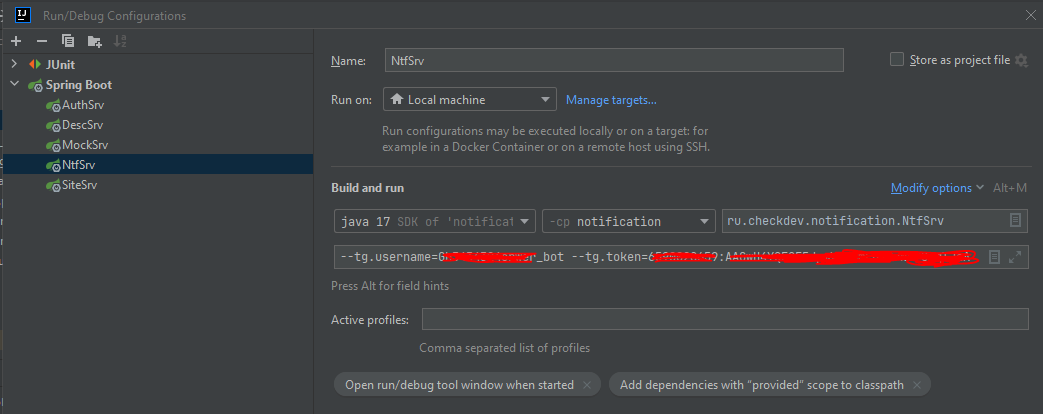 Run/Debug Configurations
JUnit
Spring Boot
AuthSrv
DescSrv
MockSrv
NtfSrv
SiteSrv
Name: NtfSrv
Store as project file
Run on: Local machine
Manage targets...
Run configurations may be executed locally or on a target: for
example in a Docker Container or on a remote host using SSH.
Build and run
Modify options Alt+M
java 17 SDK of 'notificat
-cp notification
ru.checkdev.notification.NtfSrv
--tg.username= _bot --tg.token=
Press Alt for field hints
Active profiles:
Comma separated list of profiles
Open run/debug tool window when started ×
Add dependencies with “provided” scope to classpath ×